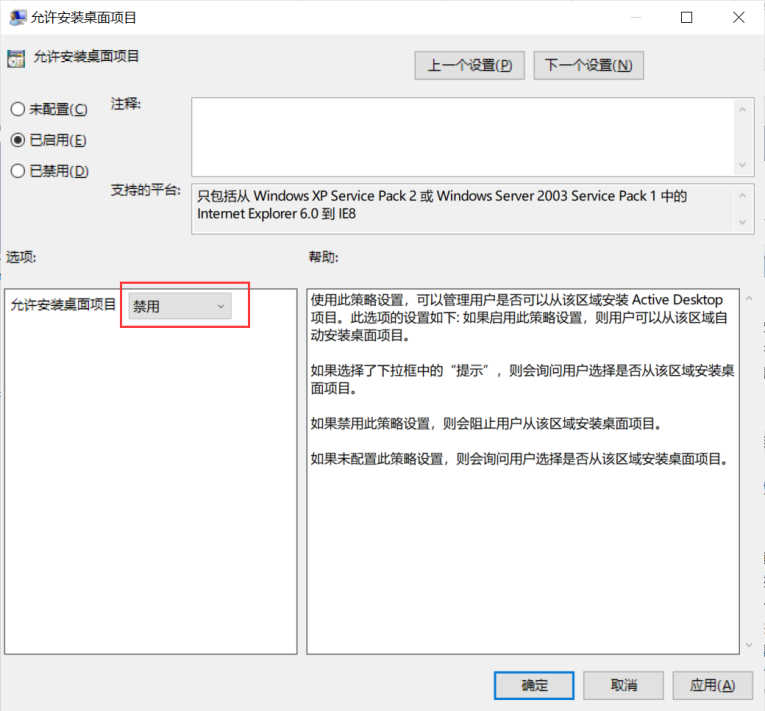 允许安装桌面项目
允许安装桌面项目
上一个设置(P)
下一个设置(N)
未配置(C)
注释:
已启用(E)
已禁用(D)
支持的平台:
只包括从 Windows XP Service Pack 2 或 Windows Server 2003 Service Pack 1 中的
Internet Explorer 6.0 到 IE8
选项:
帮助:
允许安装桌面项目
禁用
使用此策略设置，可以管理用户是否可以从该区域安装 Active Desktop
项目。此选项的设置如下: 如果启用此策略设置，则用户可以从该区域自
动安装桌面项目。
如果选择了下拉框中的“提示”，则会询问用户选择是否从该区域安装桌
面项目。
如果禁用此策略设置，则会阻止用户从该区域安装桌面项目。
如果未配置此策略设置，则会询问用户选择是否从该区域安装桌面项目。
确定
取消
应用(A)